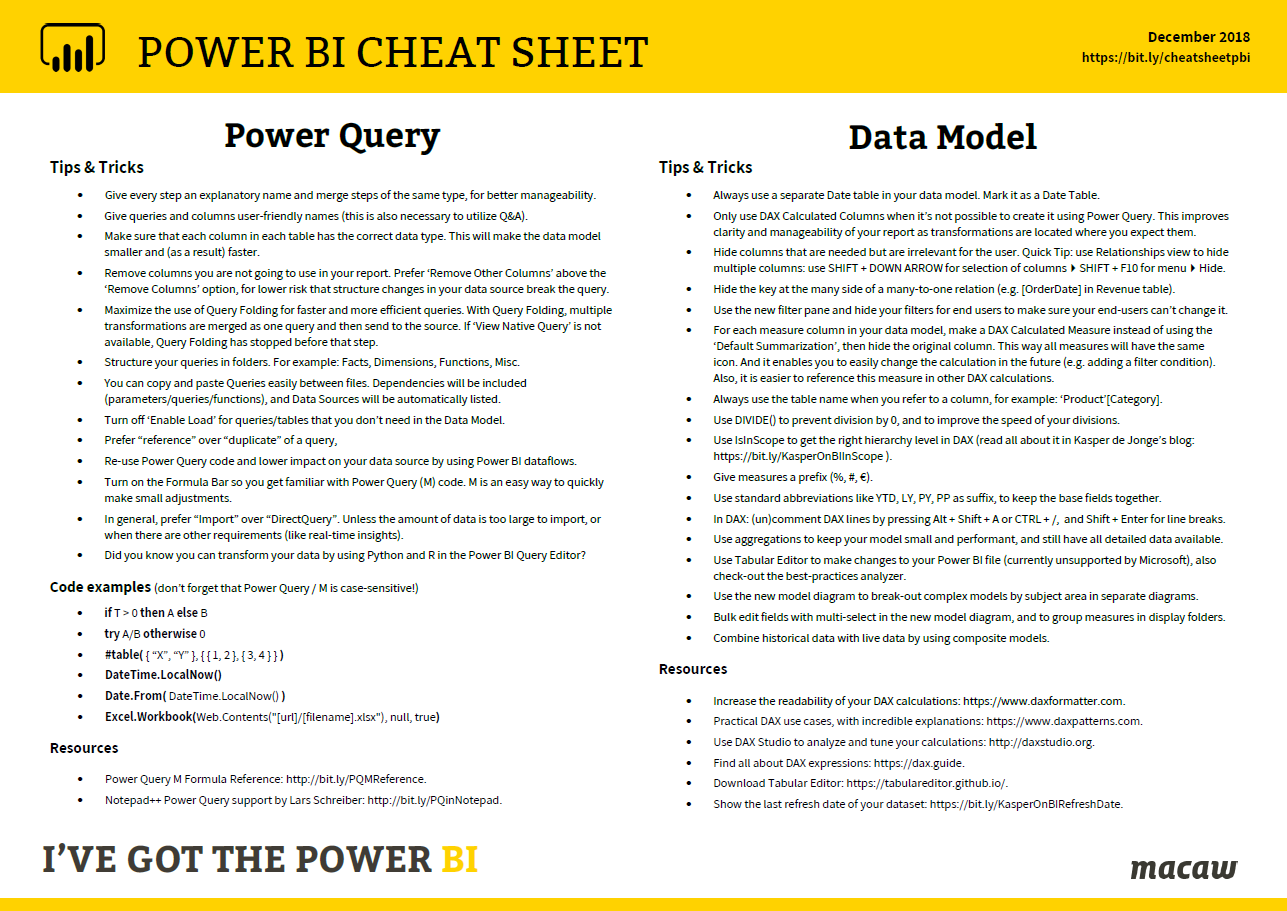 POWER BI CHEAT SHEET
December 2018
https://bit.ly/cheatsheetpbi
Power Query
Tips & Tricks
• Give every step an explanatory name and merge steps of the same type, for better manageability.
• Give queries and columns user-friendly names (this is also necessary to utilize Q&A).
• Make sure that each column in each table has the correct data type. This will make the data model
smaller and (as a result) faster.
• Remove columns you are not going to use in your report. Prefer ‘Remove Other Columns’ above the
‘Remove Columns’ option, for lower risk that structure changes in your data source break the query.
• Maximize the use of Query Folding for faster and more efficient queries. With Query Folding, multiple
transformations are merged as one query and then send to the source. If ‘View Native Query’ is not
available, Query Folding has stopped before that step.
• Structure your queries in folders. For example: Facts, Dimensions, Functions, Misc.
• You can copy and paste Queries easily between files. Dependencies will be included
(parameters/queries/functions), and Data Sources will be automatically listed.
• Turn off ‘Enable Load’ for queries/tables that you don’t need in the Data Model.
• Prefer “reference” over “duplicate” of a query,
• Re-use Power Query code and lower impact on your data source by using Power BI dataflows.
• Turn on the Formula Bar so you get familiar with Power Query (M) code. M is an easy way to quickly
make small adjustments.
• In general, prefer “Import” over “DirectQuery”. Unless the amount of data is too large to import, or
when there are other requirements (like real-time insights).
• Did you know you can transform your data by using Python and R in the Power BI Query Editor?
Code examples (don’t forget that Power Query / M is case-sensitive!)
• if T > 0 then A else B
• try A/B otherwise 0
• #table( { “X”, “Y” }, { { 1, 2 }, { 3, 4 } } )
• DateTime.LocalNow()
• Date.From( DateTime.LocalNow() )
• Excel.Workbook(Web.Contents("[url]/[filename].xlsx"), null, true)
Resources
• Power Query M Formula Reference: http://bit.ly/PQMReference.
• Notepad++ Power Query support by Lars Schreiber: http://bit.ly/PQinNotepad.
Data Model
Tips & Tricks
• Always use a separate Date table in your data model. Mark it as a Date Table.
• Only use DAX Calculated Columns when it’s not possible to create it using Power Query. This improves
clarity and manageability of your report as transformations are located where you expect them.
• Hide columns that are needed but are irrelevant for the user. Quick Tip: use Relationships view to hide
multiple columns: use SHIFT + DOWN ARROW for selection of columns ▸ SHIFT + F10 for menu ▸ Hide.
• Hide the key at the many side of a many-to-one relation (e.g. [OrderDate] in Revenue table).
• Use the new filter pane and hide your filters for end users to make sure your end-users can’t change it.
• For each measure column in your data model, make a DAX Calculated Measure instead of using the
‘Default Summarization’, then hide the original column. This way all measures will have the same
icon. And it enables you to easily change the calculation in the future (e.g. adding a filter condition).
Also, it is easier to reference this measure in other DAX calculations.
• Always use the table name when you refer to a column, for example: ‘Product’[Category].
• Use DIVIDE() to prevent division by 0, and to improve the speed of your divisions.
• Use IsInScope to get the right hierarchy level in DAX (read all about it in Kasper de Jonge’s blog:
https://bit.ly/KasperOnBIInScope ).
• Give measures a prefix (%, #, €).
• Use standard abbreviations like YTD, LY, PY, PP as suffix, to keep the base fields together.
• In DAX: (un)comment DAX lines by pressing Alt + Shift + A or CTRL + /, and Shift + Enter for line breaks.
• Use aggregations to keep your model small and performant, and still have all detailed data available.
• Use Tabular Editor to make changes to your Power BI file (currently unsupported by Microsoft), also
check-out the best-practices analyzer.
• Use the new model diagram to break-out complex models by subject area in separate diagrams.
• Bulk edit fields with multi-select in the new model diagram, and to group measures in display folders.
• Combine historical data with live data by using composite models.
Resources
• Increase the readability of your DAX calculations: https://www.daxformatter.com.
• Practical DAX use cases, with incredible explanations: https://www.daxpatterns.com.
• Use DAX Studio to analyze and tune your calculations: http://daxstudio.org.
• Find all about DAX expressions: https://dax.guide.
• Download Tabular Editor: https://tabulareditor.github.io/.
• Show the last refresh date of your dataset: https://bit.ly/KasperOnBIRefreshDate.
I’VE GOT THE POWER BI
macaw